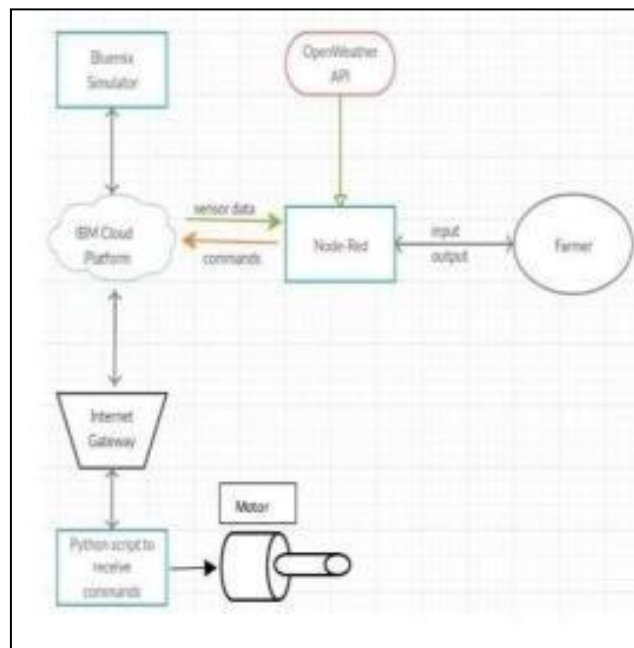 Bluemix
Simulator
OpenWeather
API
IBM Cloud
Platform
sensor data
commands
Node-Red
input
output
Farmer
Internet
Gateway
Motor
Python script to
receive
commands